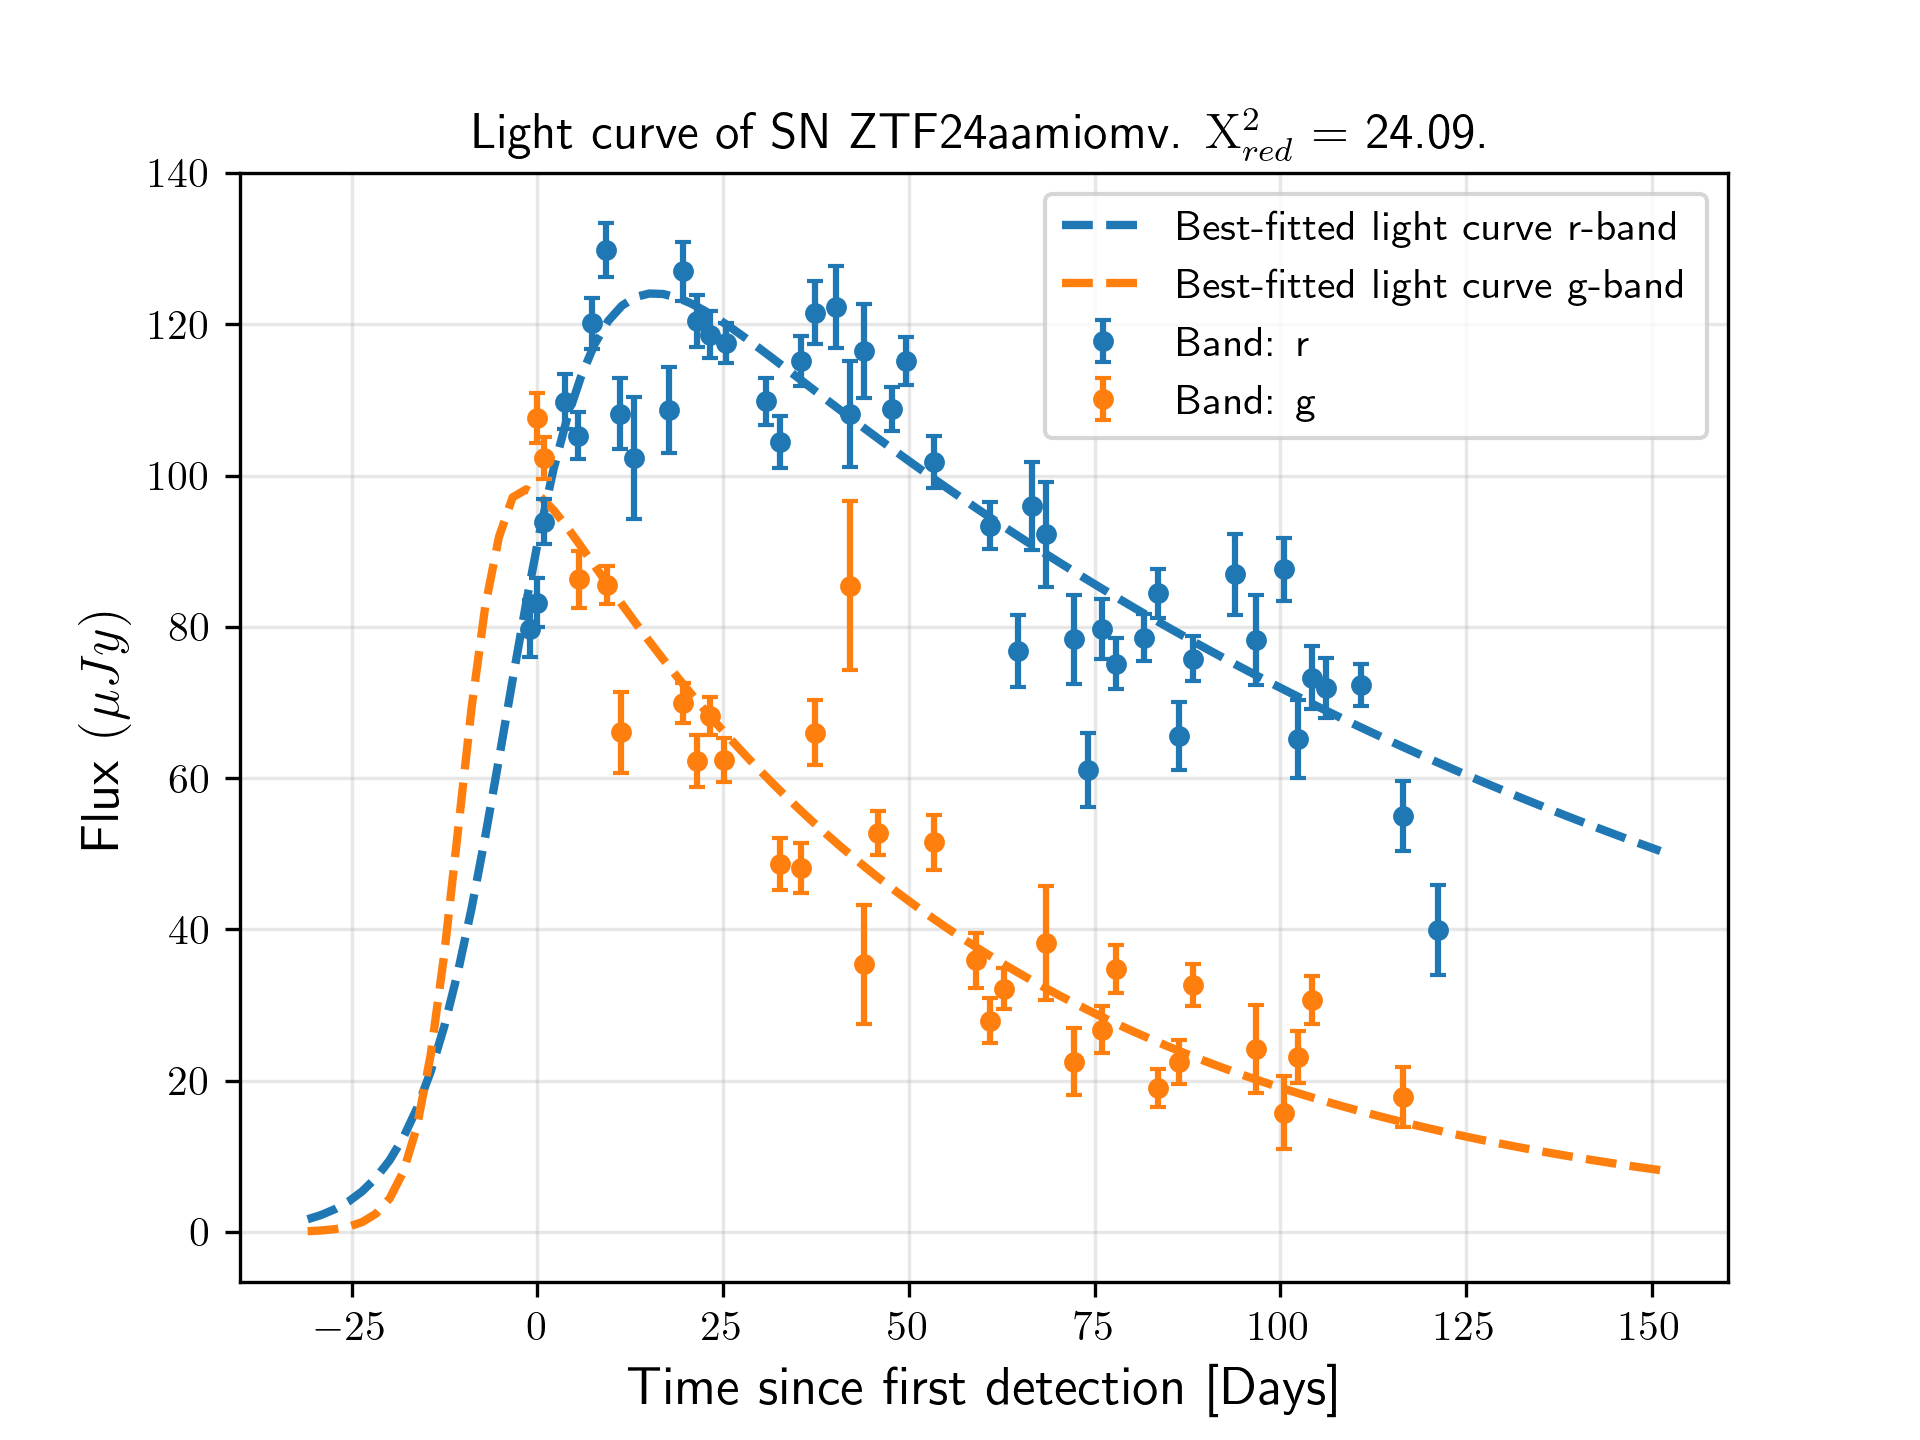 Light curve of SN ZTF24aamiomv. X²_red = 24.09.
Best-fitted light curve r-band
Best-fitted light curve g-band
Band: r
Band: g
140
120
100
80
60
40
20
0
Flux (μJy)
−25 0 25 50 75 100 125 150
Time since first detection [Days]